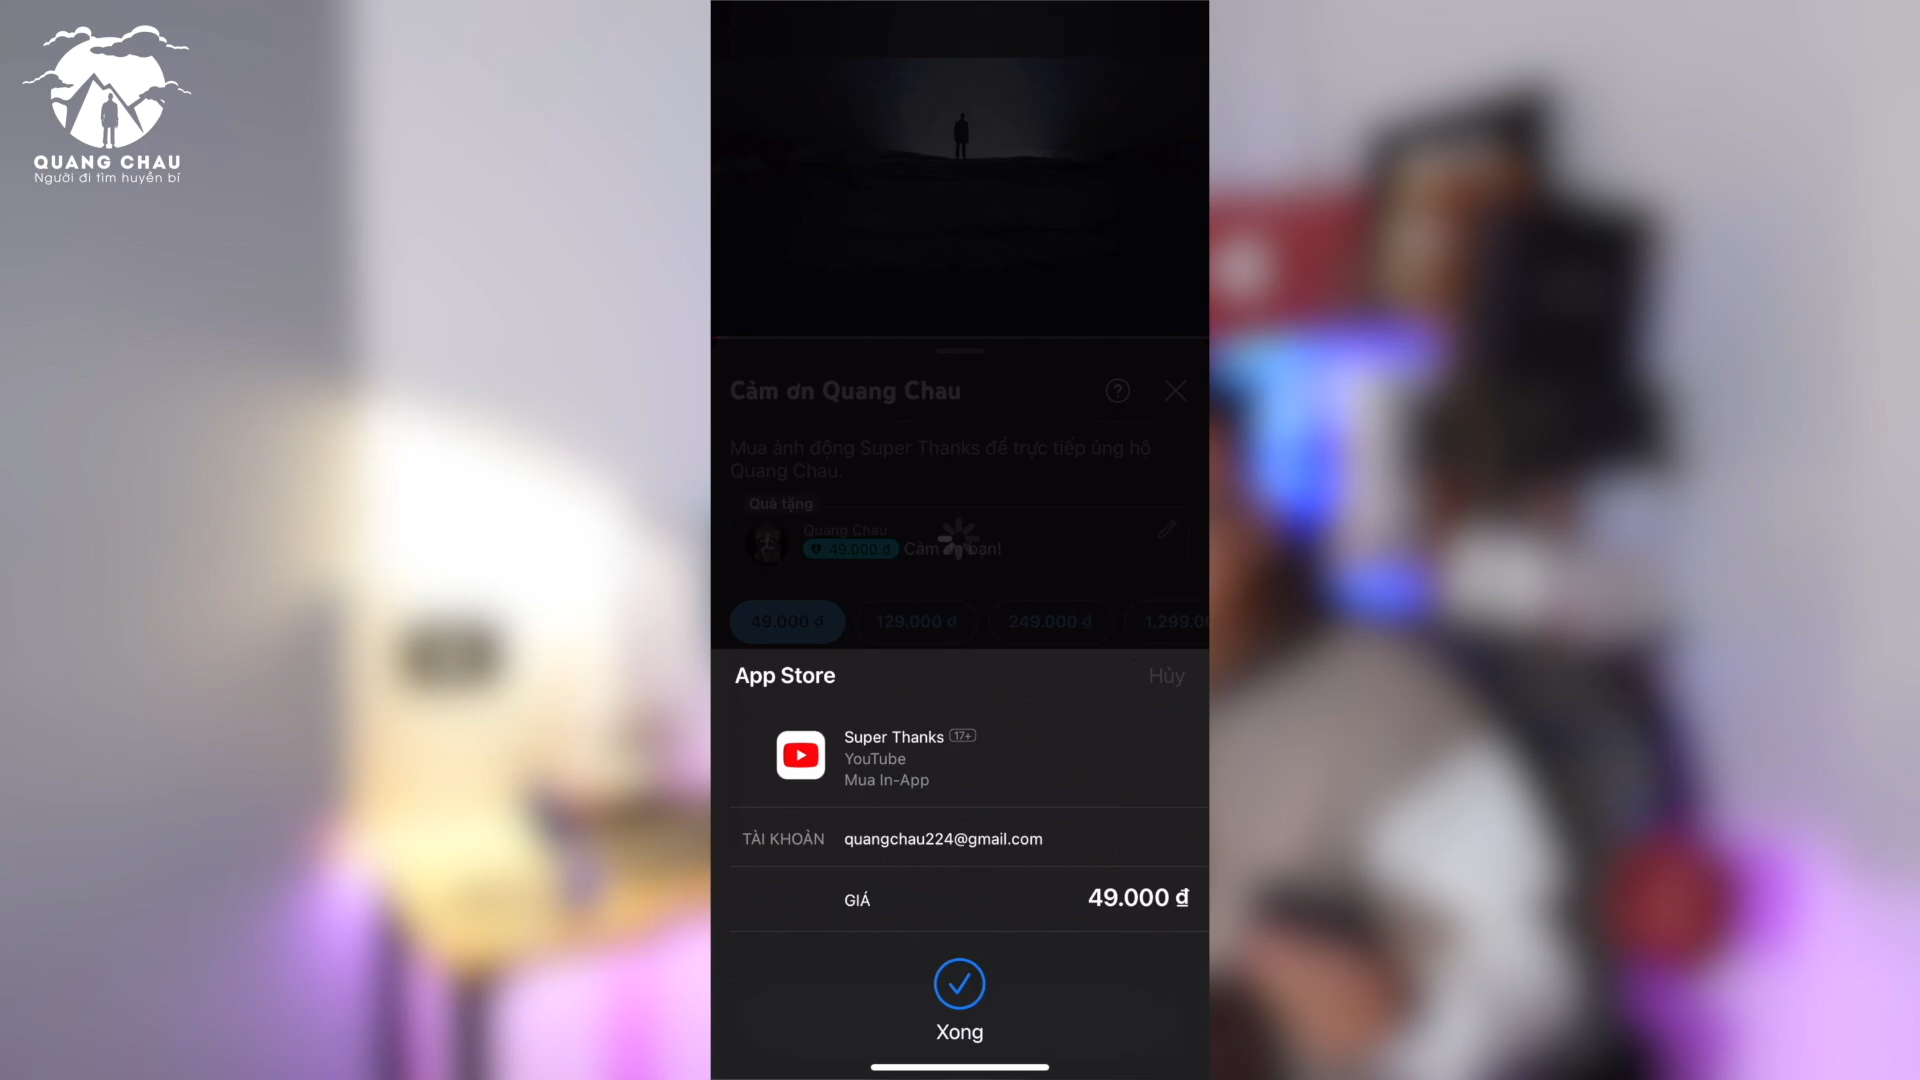 QUANG CHAU
Người đi tìm huyền bí
Cảm ơn Quang Chau
Mua ảnh động Super Thanks để trực tiếp ủng hộ
Quang Chau.
Quà tặng
Quang Chau
49.000 ₫ Cảm ơn bạn!
49.000 ₫ 129.000 ₫ 249.000 ₫
App Store Hủy
Super Thanks 17+
YouTube
Mua In-App
TÀI KHOẢN quangchau224@gmail.com
GIÁ 49.000 ₫
Xong